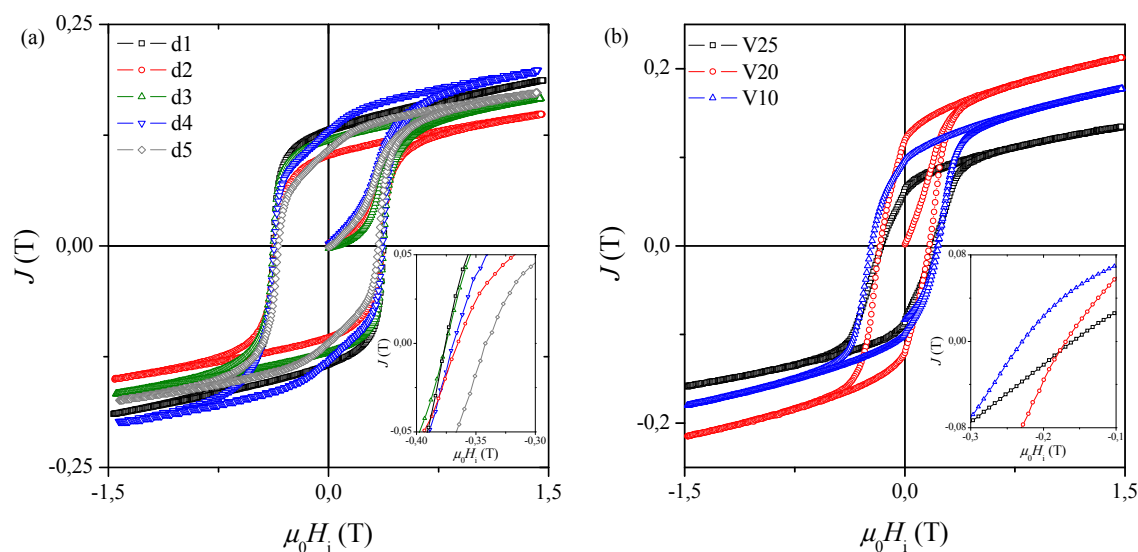 (a)
d1
d2
d3
d4
d5
0,25
0,00
-0,25
J (T)
-1,5
0,0
1,5
μ₀Hᵢ (T)
0,05
0,00
-0,05
J (T)
-0,40
-0,35
-0,30
μ₀Hᵢ (T)
(b)
V25
V20
V10
0,2
0,0
-0,2
J (T)
-1,5
0,0
1,5
μ₀Hᵢ (T)
0,08
0,00
-0,08
J (T)
-0,3
-0,2
-0,1
μ₀Hᵢ (T)